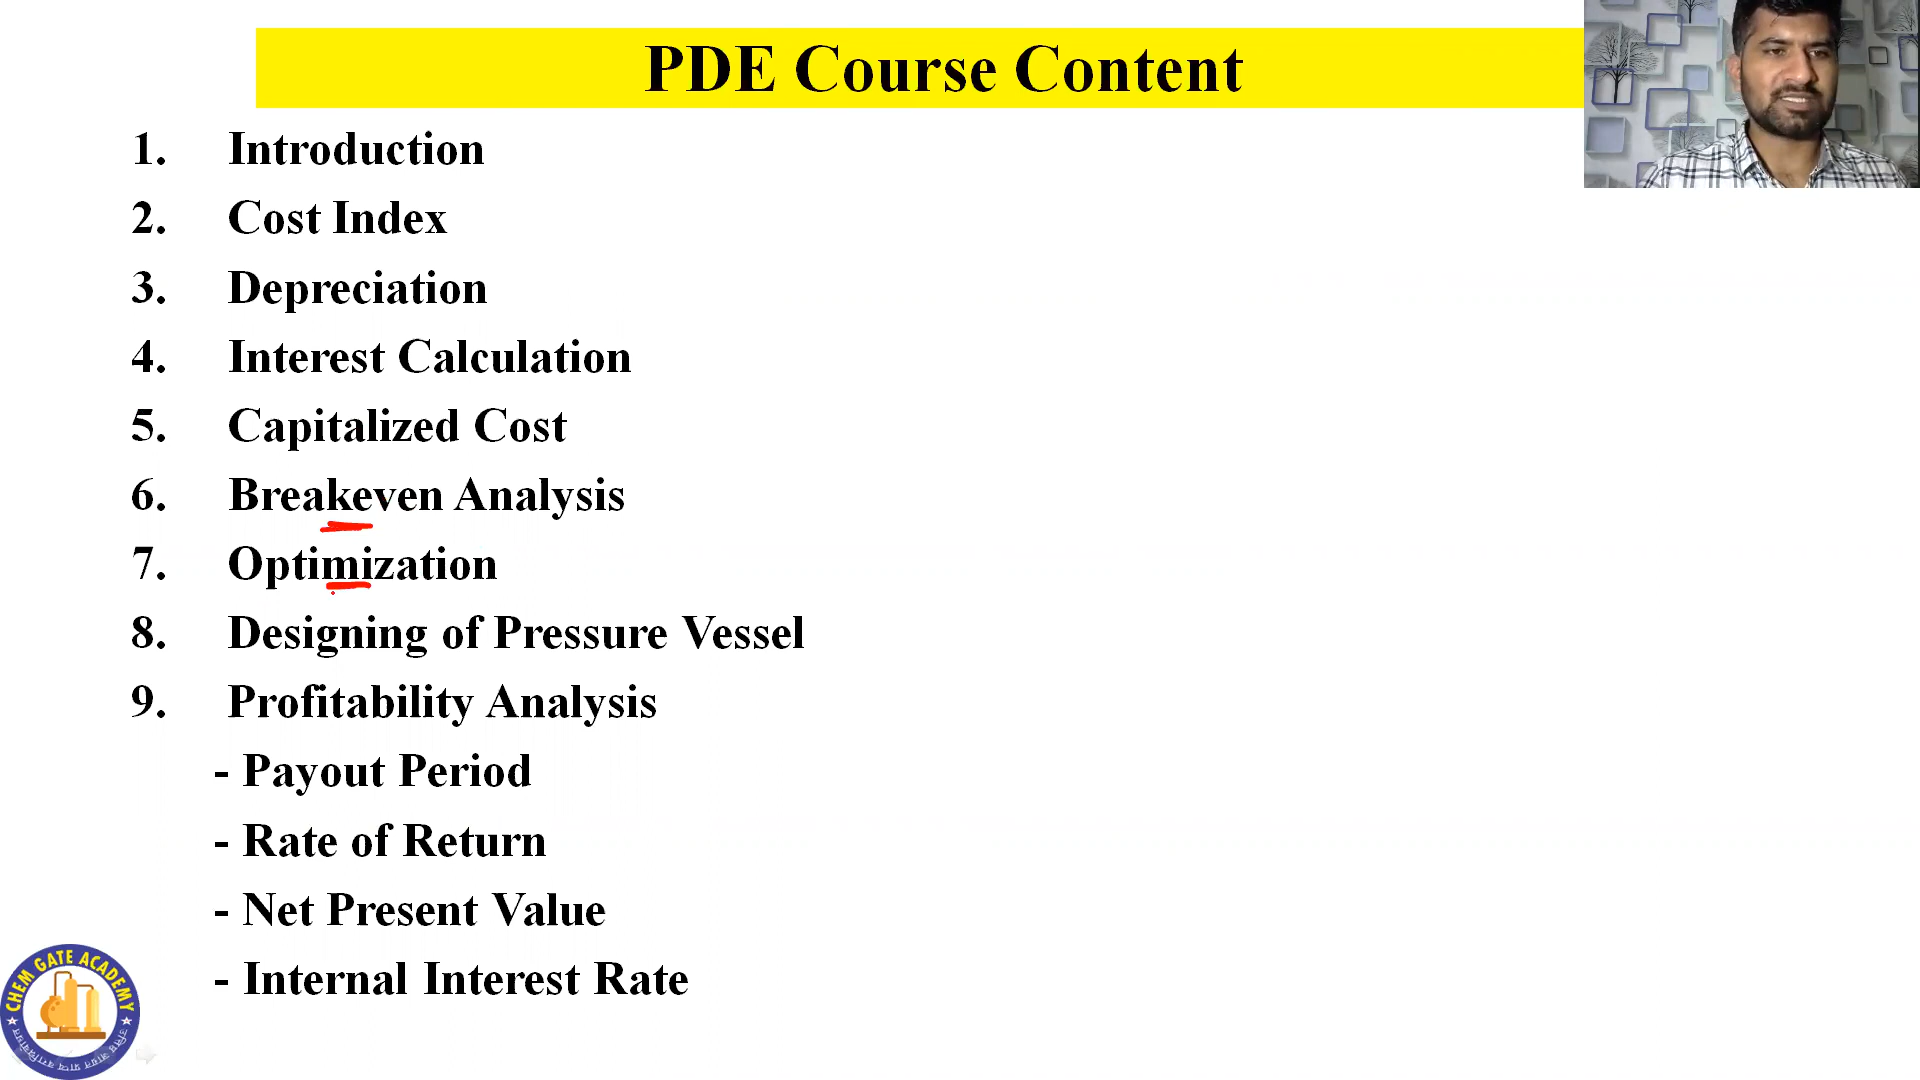 PDE Course Content
1. Introduction
2. Cost Index
3. Depreciation
4. Interest Calculation
5. Capitalized Cost
6. Breakeven Analysis
7. Optimization
8. Designing of Pressure Vessel
9. Profitability Analysis
- Payout Period
- Rate of Return
- Net Present Value
- Internal Interest Rate
CHEM GATE ACADEMY